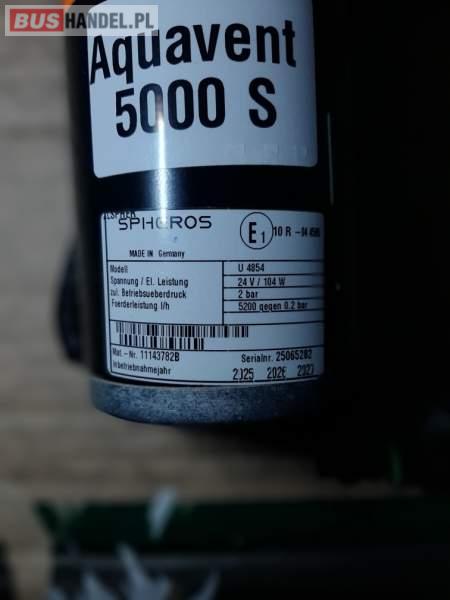 BUSHANDEL.PL
Aquavent
5000 S
SPHEROS
E1
10 R - 04
MADE IN Germany
Modell U 4854
Spannung / El. Leistung 24 V / 104 W
zul. Betriebsueberdruck 2 bar
Foerderleistung l/h 5200 gegen 0.2 bar
Mat.-Nr. 11143782B Serialnr. 25065282
Inbetriebnahmejahr 2025 2026 2027